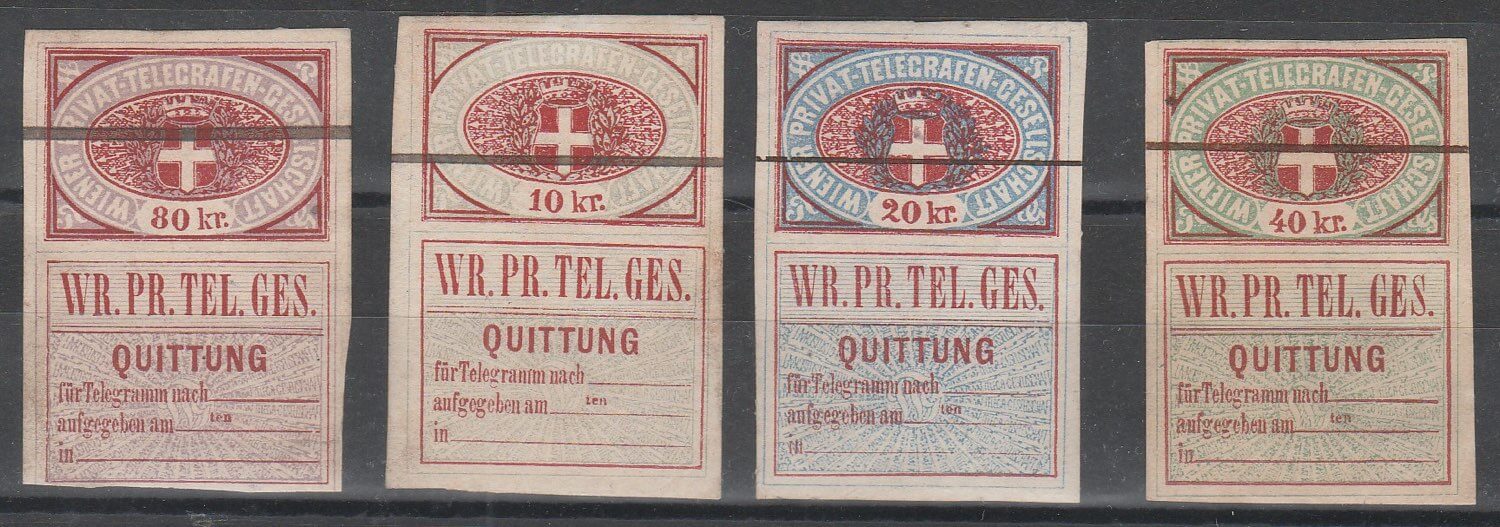 WIENER PRIVAT-TELEGRAFEN-GESELLSCHAFT
80 kr.
WR. PR. TEL. GES.
QUITTUNG
für Telegramm nach
aufgegeben am ten
in
WIENER PRIVAT-TELEGRAFEN-GESELLSCHAFT
10 kr.
WR. PR. TEL. GES.
QUITTUNG
für Telegramm nach
aufgegeben am ten
in
WIENER PRIVAT-TELEGRAFEN-GESELLSCHAFT
20 kr.
WR. PR. TEL. GES.
QUITTUNG
für Telegramm nach
aufgegeben am ten
in
WIENER PRIVAT-TELEGRAFEN-GESELLSCHAFT
40 kr.
WR. PR. TEL. GES.
QUITTUNG
für Telegramm nach
aufgegeben am ten
in